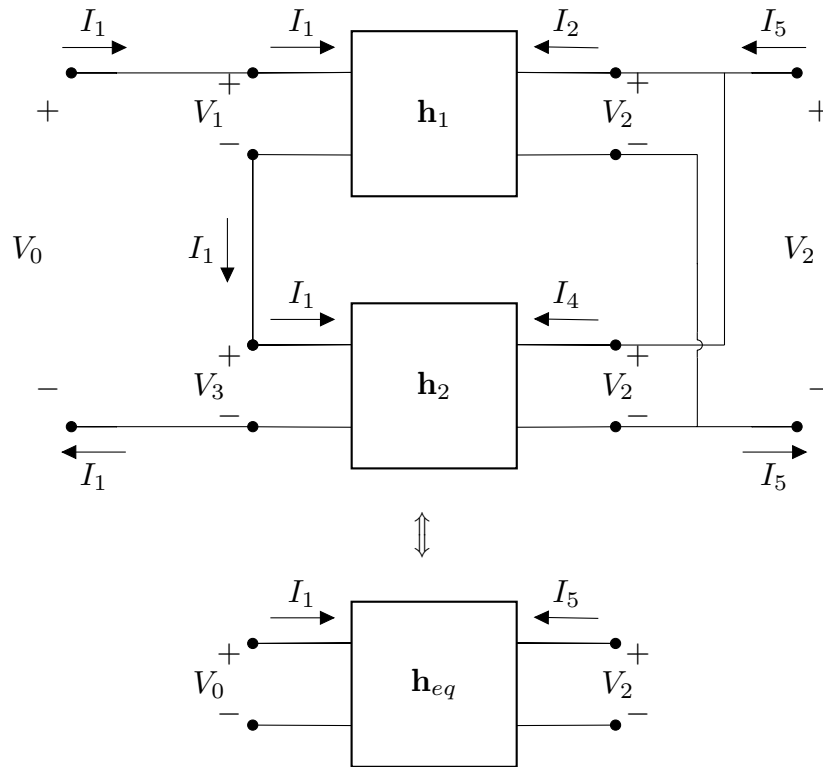 I₁ I₁ I₂ I₅
+ V₁ + h₁ V₂ + +
− −
V₀ I₁ V₂
I₁ I₄
+ +
− V₃ h₂ V₂ −
− −
I₁ I₅
⇕
I₁ I₅
+ +
V₀ h_eq V₂
− −